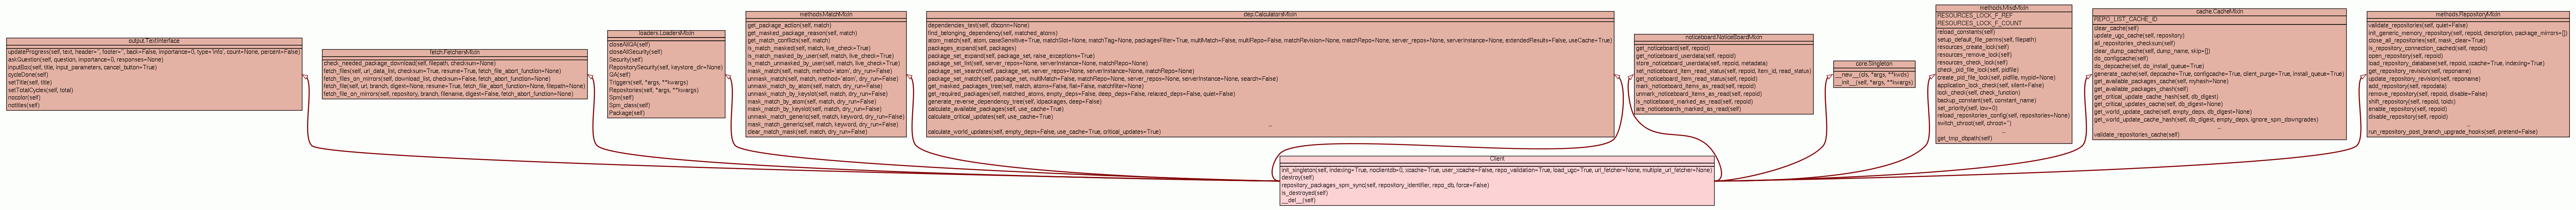 output.TextInterface
updateProgress(self, text, header='', footer='', back=False, importance=0, type='info', count=None, percent=False)
askQuestion(self, question, importance=0, responses=None)
inputBox(self, title, input_parameters, cancel_button=True)
cycleDone(self)
setTitle(self, title)
setTotalCycles(self, total)
nocolor(self)
notitles(self)
fetch.FetchersMixin
check_needed_package_download(self, filepath, checksum=None)
fetch_files(self, url_data_list, checksum=True, resume=True, fetch_file_abort_function=None)
fetch_files_on_mirrors(self, download_list, checksum=False, fetch_abort_function=None)
fetch_file(self, url, branch, digest=None, resume=True, fetch_file_abort_function=None, filepath=None)
fetch_file_on_mirror(self, repository, branch, filename, digest=False, fetch_abort_function=None)
loaders.LoadersMixin
closeAllQA(self)
closeAllSecurity(self)
Security(self)
RepositorySecurity(self, keystore_dir=None)
QA(self)
Triggers(self, *args, **kwargs)
Repositories(self, *args, **kwargs)
Spm(self)
Spm_class(self)
Package(self)
methods.MatchMixin
get_package_action(self, match)
get_masked_package_reason(self, match)
get_match_conflicts(self, match)
is_match_masked(self, match, live_check=True)
is_match_masked_by_user(self, match, live_check=True)
is_match_unmasked_by_user(self, match, live_check=True)
mask_match(self, match, method='atom', dry_run=False)
unmask_match(self, match, method='atom', dry_run=False)
unmask_match_by_atom(self, match, dry_run=False)
unmask_match_by_keyslot(self, match, dry_run=False)
mask_match_by_atom(self, match, dry_run=False)
mask_match_by_keyslot(self, match, dry_run=False)
unmask_match_generic(self, match, keyword, dry_run=False)
mask_match_generic(self, match, keyword, dry_run=False)
clear_match_mask(self, match, dry_run=False)
dep.CalculatorsMixin
dependencies_test(self, dbconn=None)
find_belonging_dependency(self, matched_atoms)
atom_match(self, atom, caseSensitive=True, matchSlot=None, matchTag=None, packagesFilter=True, multiMatch=False, multiRepo=False, matchRevision=None, matchRepo=None, server_repos=None, serverInstance=None, extendedResults=False, useCache=True)
packages_expand(self, packages)
package_set_expand(self, package_set, raise_exceptions=True)
package_set_list(self, server_repos=None, serverInstance=None, matchRepo=None)
package_set_search(self, package_set, server_repos=None, serverInstance=None, matchRepo=None)
package_set_match(self, package_set, multiMatch=False, multiRepo=False, matchRepo=None, server_repos=None, serverInstance=None, search=False)
get_masked_packages_tree(self, match, atoms=False, flat=False, matchfilter=None)
get_required_packages(self, matched_atoms, empty_deps=False, deep_deps=False, relaxed_deps=False, quiet=False)
generate_reverse_dependency_tree(self, idpackages, deep=False)
calculate_available_packages(self, use_cache=True)
calculate_critical_updates(self, use_cache=True)
...
calculate_world_updates(self, empty_deps=False, use_cache=True, critical_updates=True)
noticeboard.NoticeBoardMixin
get_noticeboard(self, repoid)
get_noticeboard_userdata(self, repoid)
store_noticeboard_userdata(self, repoid, metadata)
set_noticeboard_item_read_status(self, repoid, item_id, read_status)
get_noticeboard_item_read_status(self, repoid)
mark_noticeboard_items_as_read(self, repoid)
unmark_noticeboard_items_as_read(self, repoid)
is_noticeboard_marked_as_read(self, repoid)
are_noticeboards_marked_as_read(self)
core.Singleton
__new__(cls, *args, **kwds)
__init__(self, *args, **kwargs)
methods.MiscMixin
RESOURCES_LOCK_F_REF
RESOURCES_LOCK_F_COUNT
reload_constants(self)
setup_default_file_perms(self, filepath)
resources_create_lock(self)
resources_remove_lock(self)
resources_check_lock(self)
check_pid_file_lock(self, pidfile)
create_pid_file_lock(self, pidfile, mypid=None)
application_lock_check(self, silent=False)
lock_check(self, check_function)
backup_constant(self, constant_name)
set_priority(self, low=0)
reload_repositories_config(self, repositories=None)
switch_chroot(self, chroot='')
...
get_tmp_dbpath(self)
cache.CacheMixin
REPO_LIST_CACHE_ID
clear_cache(self)
update_ugc_cache(self, repository)
all_repositories_checksum(self)
clear_dump_cache(self, dump_name, skip=[])
do_configcache(self)
do_depcache(self, do_install_queue=True)
generate_cache(self, depcache=True, configcache=True, client_purge=True, install_queue=True)
get_available_packages_cache(self, myhash=None)
get_available_packages_chash(self)
get_critical_update_cache_hash(self, db_digest)
get_critical_updates_cache(self, db_digest=None)
get_world_update_cache(self, empty_deps, db_digest=None)
get_world_update_cache_hash(self, db_digest, empty_deps, ignore_spm_downgrades)
...
validate_repositories_cache(self)
methods.RepositoryMixin
validate_repositories(self, quiet=False)
init_generic_memory_repository(self, repoid, description, package_mirrors=[])
close_all_repositories(self, mask_clear=True)
is_repository_connection_cached(self, repoid)
open_repository(self, repoid)
load_repository_database(self, repoid, xcache=True, indexing=True)
get_repository_revision(self, reponame)
update_repository_revision(self, reponame)
add_repository(self, repodata)
remove_repository(self, repoid, disable=False)
shift_repository(self, repoid, toidx)
enable_repository(self, repoid)
disable_repository(self, repoid)
...
run_repository_post_branch_upgrade_hooks(self, pretend=False)
Client
init_singleton(self, indexing=True, noclientdb=0, xcache=True, user_xcache=False, repo_validation=True, load_ugc=True, url_fetcher=None, multiple_url_fetcher=None)
destroy(self)
repository_packages_spm_sync(self, repository_identifier, repo_db, force=False)
is_destroyed(self)
__del__(self)